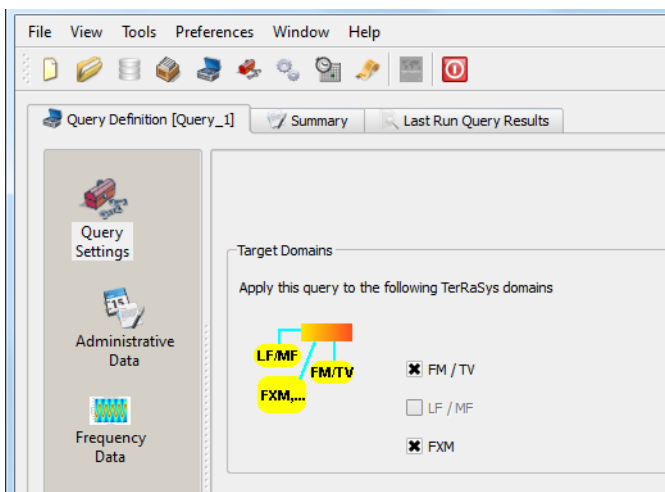 File View Tools Preferences Window Help
Query Definition [Query_1] Summary Last Run Query Results
Query
Settings
Administrative
Data
Frequency
Data
Target Domains
Apply this query to the following TerRaSys domains
LF/MF
FM/TV
FXM,...
FM / TV
LF / MF
FXM